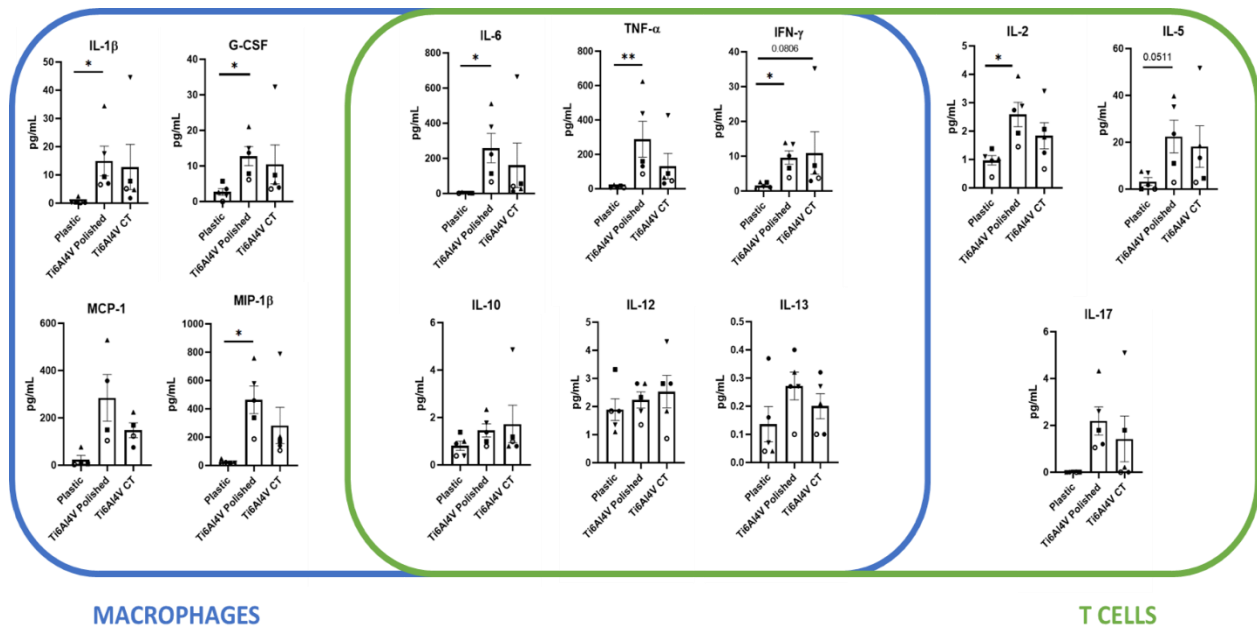 IL-1β
pg/mL
50
40
30
20
10
0
*
Plastic
Ti6Al4V Polished
Ti6Al4V CT
G-CSF
pg/mL
40
30
20
10
0
*
Plastic
Ti6Al4V Polished
Ti6Al4V CT
IL-6
pg/mL
800
600
400
200
0
*
Plastic
Ti6Al4V Polished
Ti6Al4V CT
TNF-α
pg/mL
800
600
400
200
0
**
Plastic
Ti6Al4V Polished
Ti6Al4V CT
IFN-γ
pg/mL
40
30
20
10
0
0.0806
*
Plastic
Ti6Al4V Polished
Ti6Al4V CT
IL-2
pg/mL
5
4
3
2
1
0
*
Plastic
Ti6Al4V Polished
Ti6Al4V CT
IL-5
pg/mL
60
40
20
0
0.0511
Plastic
Ti6Al4V Polished
Ti6Al4V CT
MCP-1
pg/mL
600
400
200
0
Plastic
Ti6Al4V Polished
Ti6Al4V CT
MIP-1β
pg/mL
1000
800
600
400
200
0
*
Plastic
Ti6Al4V Polished
Ti6Al4V CT
IL-10
pg/mL
6
4
2
0
Plastic
Ti6Al4V Polished
Ti6Al4V CT
IL-12
pg/mL
5
4
3
2
1
0
Plastic
Ti6Al4V Polished
Ti6Al4V CT
IL-13
pg/mL
0.5
0.4
0.3
0.2
0.1
0.0
Plastic
Ti6Al4V Polished
Ti6Al4V CT
IL-17
pg/mL
6
4
2
0
Plastic
Ti6Al4V Polished
Ti6Al4V CT
MACROPHAGES
T CELLS